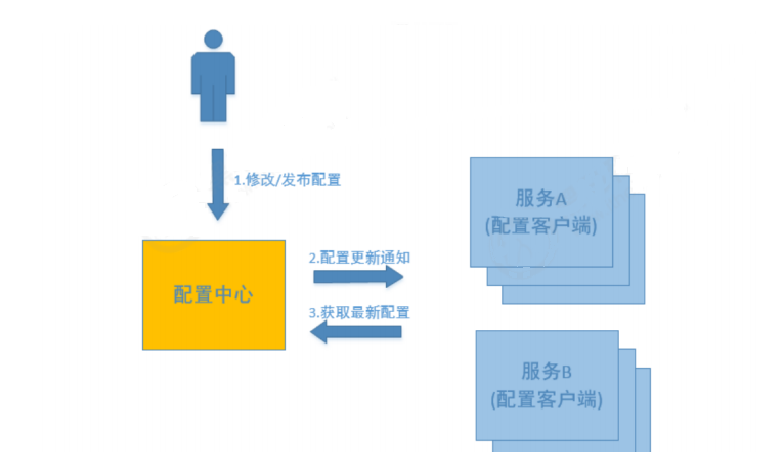 1.修改/发布配置
服务A
(配置客户端)
2.配置更新通知
配置中心
3.获取最新配置
服务B
(配置客户端)